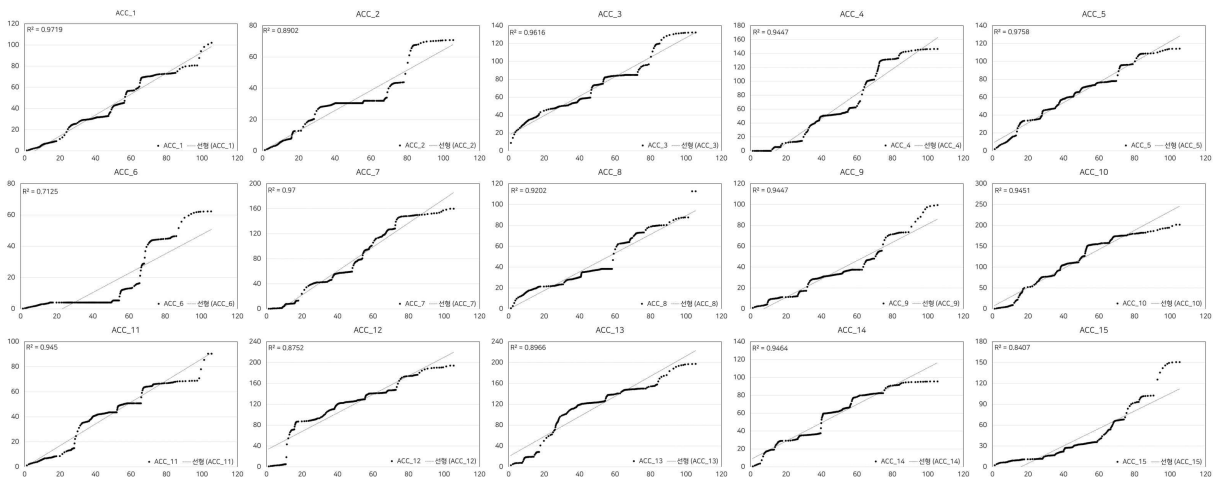 ACC_1
R² = 0.9719
120
100
80
60
40
20
0
0 20 40 60 80 100 120
ACC_1 선형 (ACC_1)
ACC_2
R² = 0.8902
80
60
40
20
0
0 20 40 60 80 100 120
ACC_2 선형 (ACC_2)
ACC_3
R² = 0.9616
140
120
100
80
60
40
20
0
0 20 40 60 80 100 120
ACC_3 선형 (ACC_3)
ACC_4
R² = 0.9447
160
140
120
100
80
60
40
20
0
0 20 40 60 80 100 120
ACC_4 선형 (ACC_4)
ACC_5
R² = 0.9758
140
120
100
80
60
40
20
0
0 20 40 60 80 100 120
ACC_5 선형 (ACC_5)
ACC_6
R² = 0.7125
80
60
40
20
0
0 20 40 60 80 100 120
ACC_6 선형 (ACC_6)
ACC_7
R² = 0.97
200
160
120
80
40
0
0 20 40 60 80 100 120
ACC_7 선형 (ACC_7)
ACC_8
R² = 0.9202
120
100
80
60
40
20
0
0 20 40 60 80 100 120
ACC_8 선형 (ACC_8)
ACC_9
R² = 0.9447
120
100
80
60
40
20
0
0 20 40 60 80 100 120
ACC_9 선형 (ACC_9)
ACC_10
R² = 0.9451
300
250
200
150
100
50
0
0 20 40 60 80 100 120
ACC_10 선형 (ACC_10)
ACC_11
R² = 0.945
100
80
60
40
20
0
0 20 40 60 80 100 120
ACC_11 선형 (ACC_11)
ACC_12
R² = 0.8752
240
200
160
120
80
40
0
0 20 40 60 80 100 120
ACC_12 선형 (ACC_12)
ACC_13
R² = 0.8966
240
200
160
120
80
40
0
0 20 40 60 80 100 120
ACC_13 선형 (ACC_13)
ACC_14
R² = 0.9464
140
120
100
80
60
40
20
0
0 20 40 60 80 100 120
ACC_14 선형 (ACC_14)
ACC_15
R² = 0.8407
180
150
120
90
60
30
0
0 20 40 60 80 100 120
ACC_15 선형 (ACC_15)